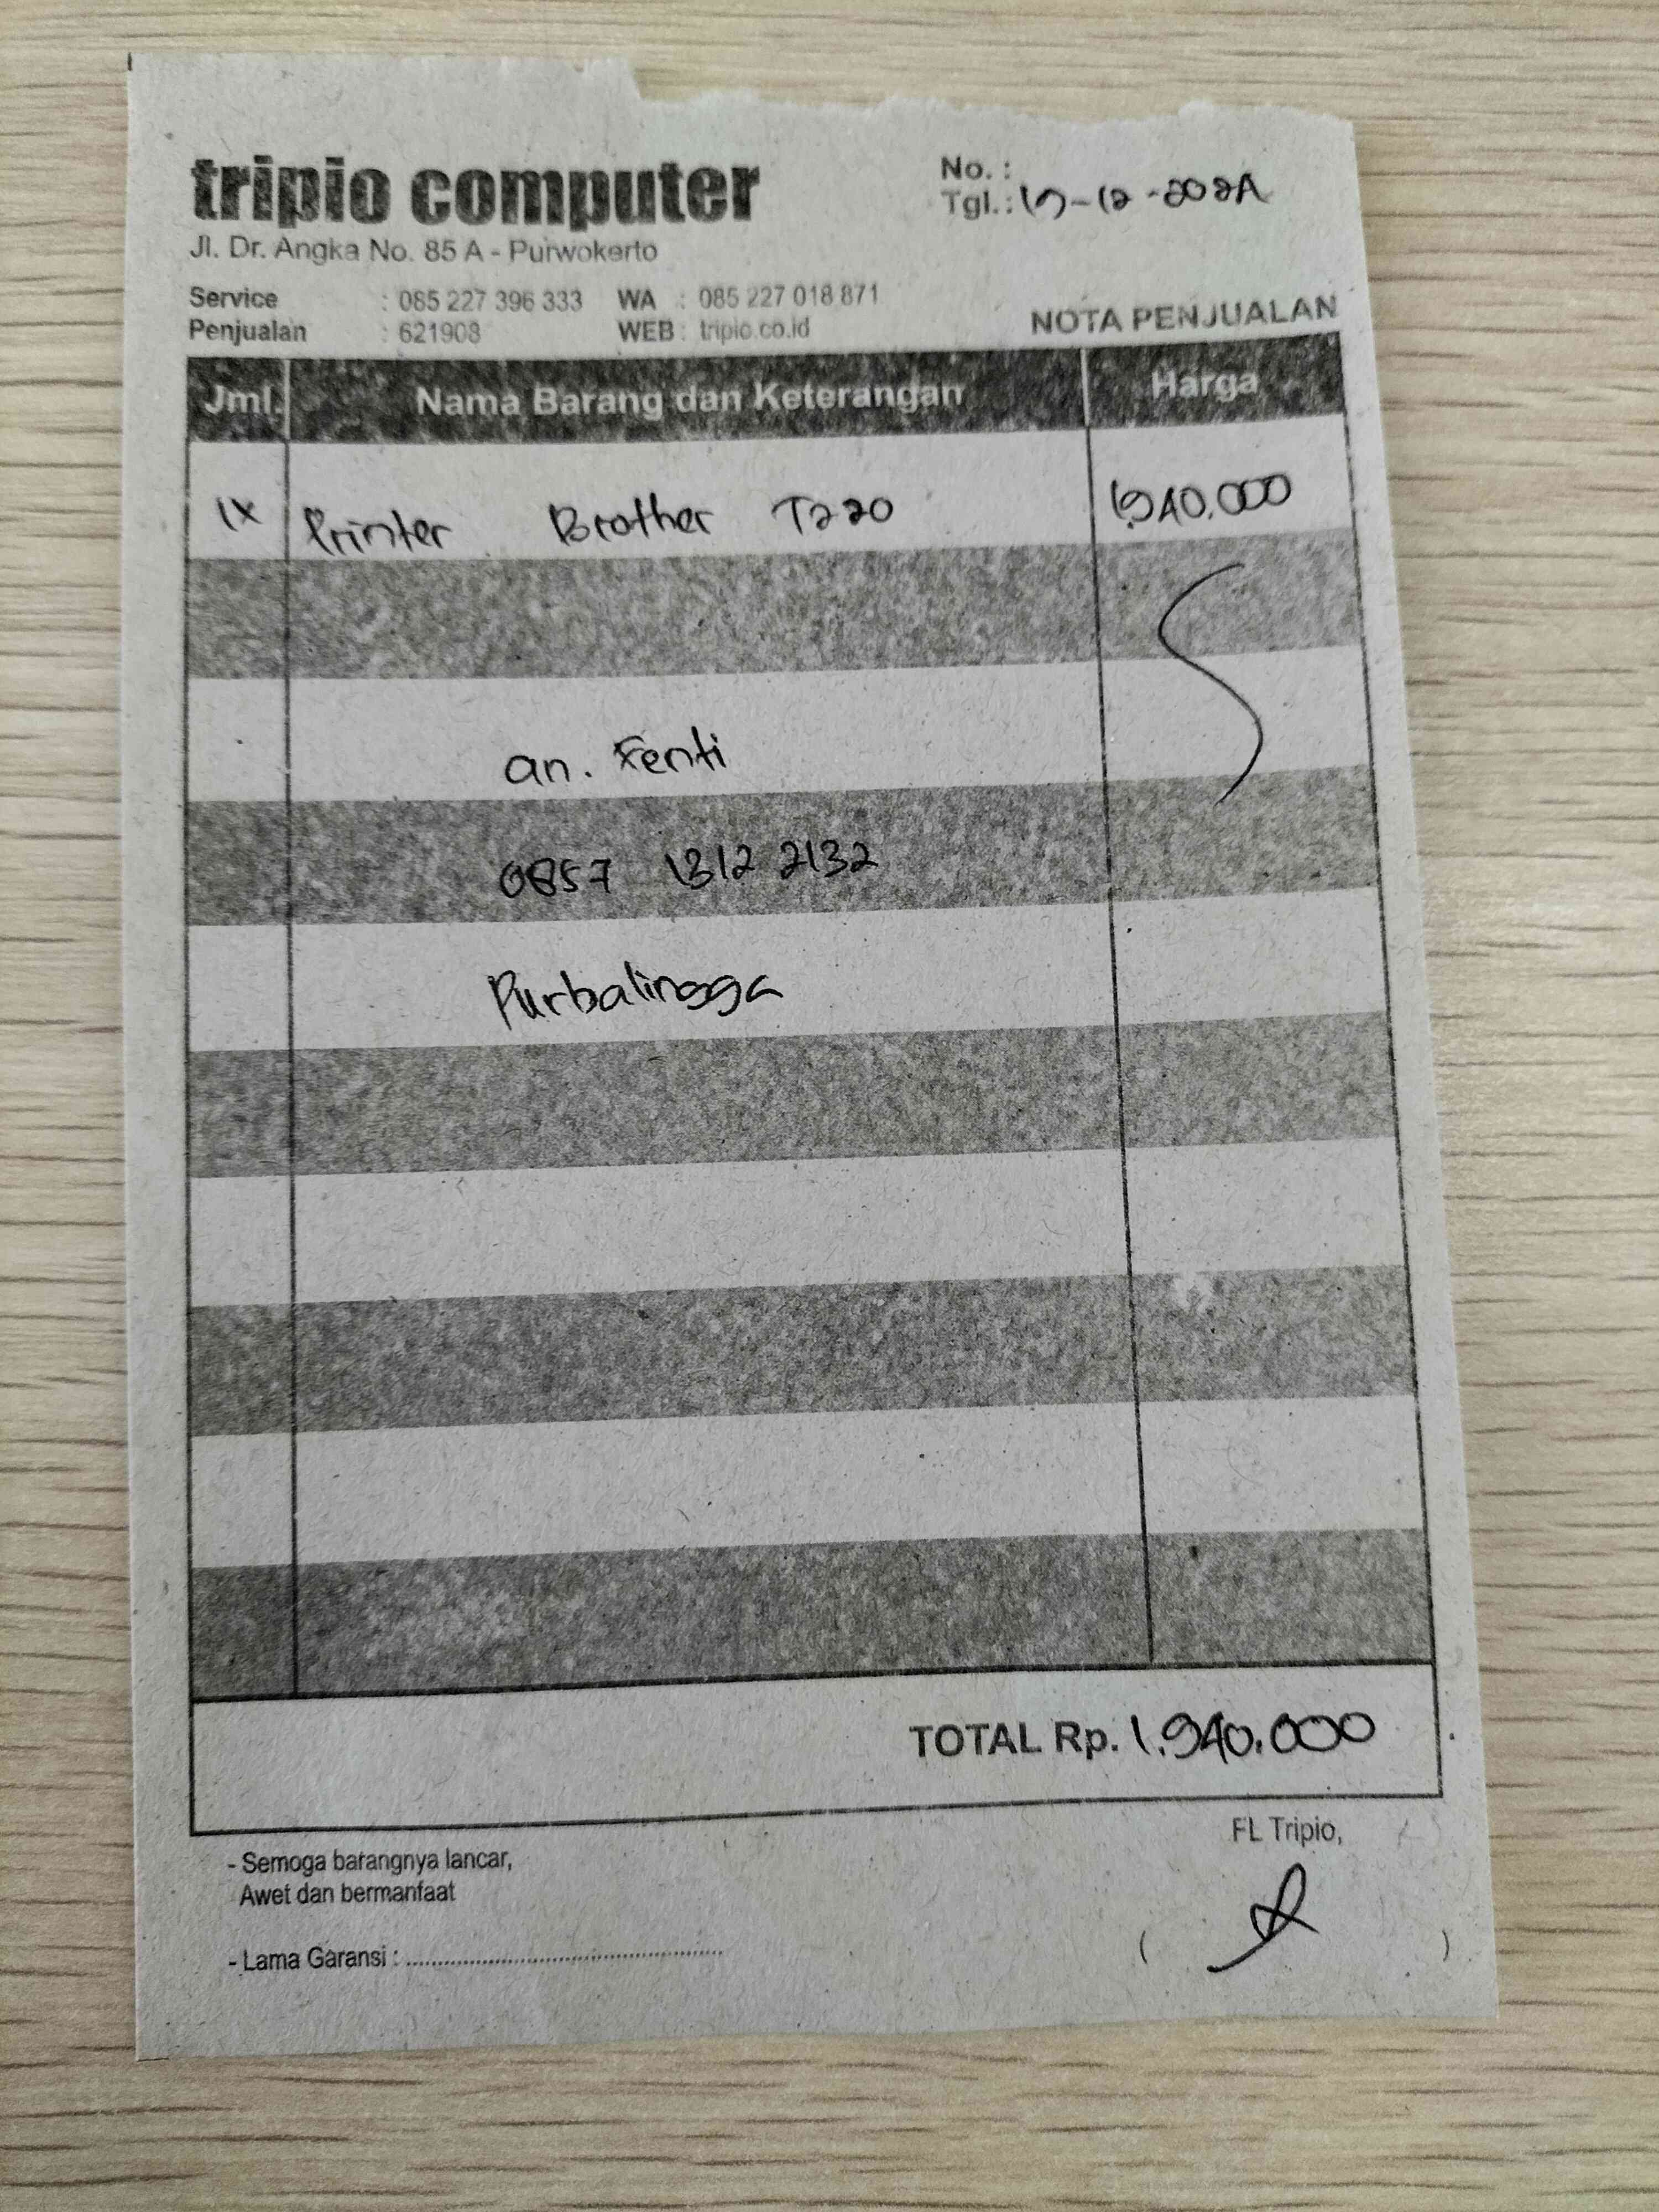 tripio computer
Jl. Dr. Angka No. 85 A - Purwokerto
No. :
Tgl. : -12-2024
Service : 085 227 396 333 WA : 085 227 018 871
Penjualan : 621908 WEB : tripio.co.id
NOTA PENJUALAN
Jml. Nama Barang dan Keterangan Harga
1x Printer Brother T220 1.940.000
an. Fenti
0857 1312 2132
Purbalingga
TOTAL Rp. 1.940.000
FL Tripio,
- Semoga barangnya lancar,
Awet dan bermanfaat
- Lama Garansi : ..........
( )